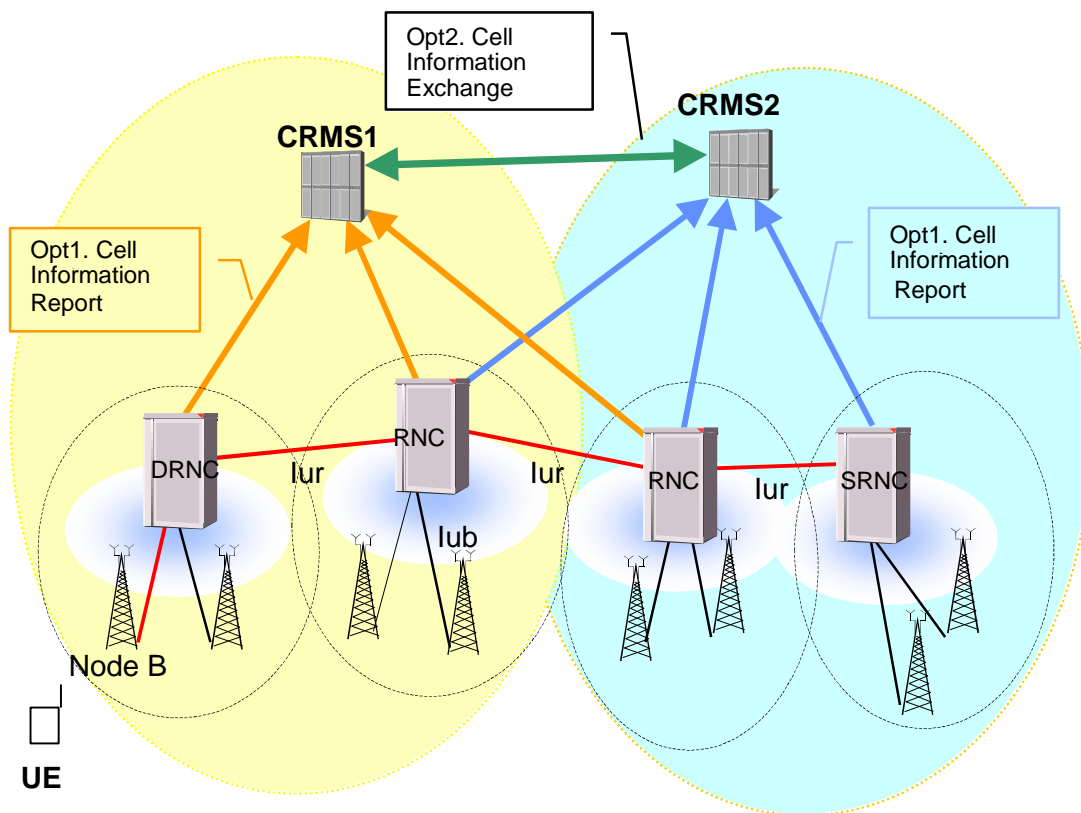 Opt2. Cell
Information
Exchange
CRMS1
CRMS2
Opt1. Cell
Information
Report
Opt1. Cell
Information
Report
DRNC
Iur
RNC
Iur
RNC
Iur
SRNC
Iub
Node B
UE